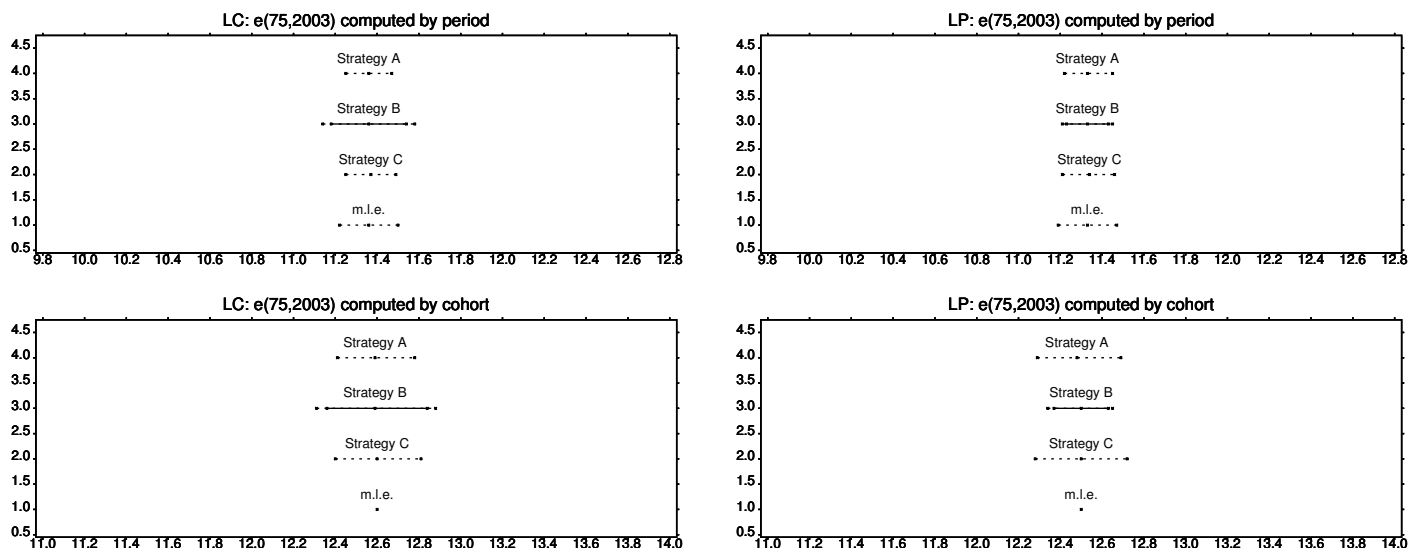 LC: e(75,2003) computed by period
4.5
Strategy A
4.0
3.5
Strategy B
3.0
2.5
Strategy C
2.0
1.5
m.l.e.
1.0
0.5
9.8 10.0 10.2 10.4 10.6 10.8 11.0 11.2 11.4 11.6 11.8 12.0 12.2 12.4 12.6 12.8
LP: e(75,2003) computed by period
4.5
Strategy A
4.0
3.5
Strategy B
3.0
2.5
Strategy C
2.0
1.5
m.l.e.
1.0
0.5
9.8 10.0 10.2 10.4 10.6 10.8 11.0 11.2 11.4 11.6 11.8 12.0 12.2 12.4 12.6 12.8
LC: e(75,2003) computed by cohort
4.5
Strategy A
4.0
3.5
Strategy B
3.0
2.5
Strategy C
2.0
1.5
m.l.e.
1.0
0.5
11.0 11.2 11.4 11.6 11.8 12.0 12.2 12.4 12.6 12.8 13.0 13.2 13.4 13.6 13.8 14.0
LP: e(75,2003) computed by cohort
4.5
Strategy A
4.0
3.5
Strategy B
3.0
2.5
Strategy C
2.0
1.5
m.l.e.
1.0
0.5
11.0 11.2 11.4 11.6 11.8 12.0 12.2 12.4 12.6 12.8 13.0 13.2 13.4 13.6 13.8 14.0